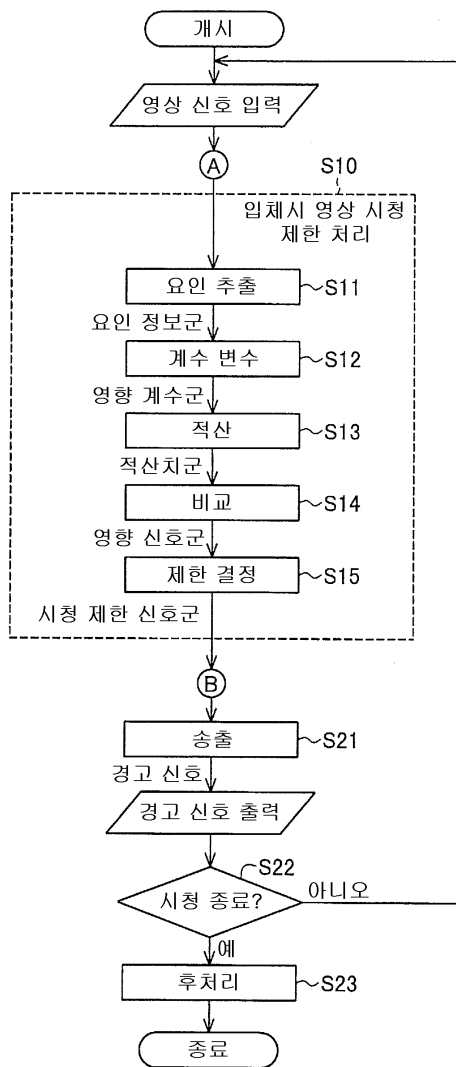 개시
영상 신호 입력
A
S10
입체시 영상 시청
제한 처리
요인 추출
S11
요인 정보군
계수 변수
S12
영향 계수군
적산
S13
적산치군
비교
S14
영향 신호군
제한 결정
S15
시청 제한 신호군
B
송출
S21
경고 신호
경고 신호 출력
S22
시청 종료?
아니오
예
후처리
S23
종료